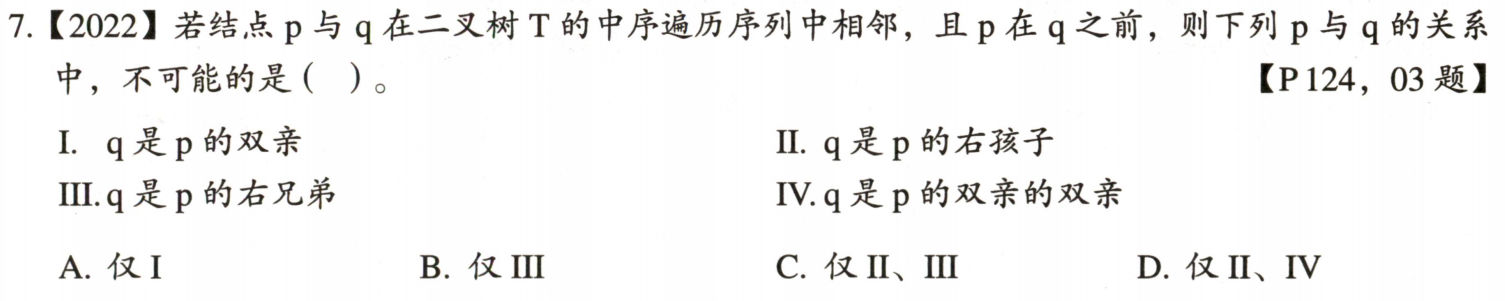 7.【2022】若结点 p 与 q 在二叉树 T 的中序遍历序列中相邻，且 p 在 q 之前，则下列 p 与 q 的关系
中，不可能的是（　）。 【P124，03 题】
I. q 是 p 的双亲 II. q 是 p 的右孩子
III. q 是 p 的右兄弟 IV. q 是 p 的双亲的双亲
A. 仅 I B. 仅 III C. 仅 II、III D. 仅 II、IV